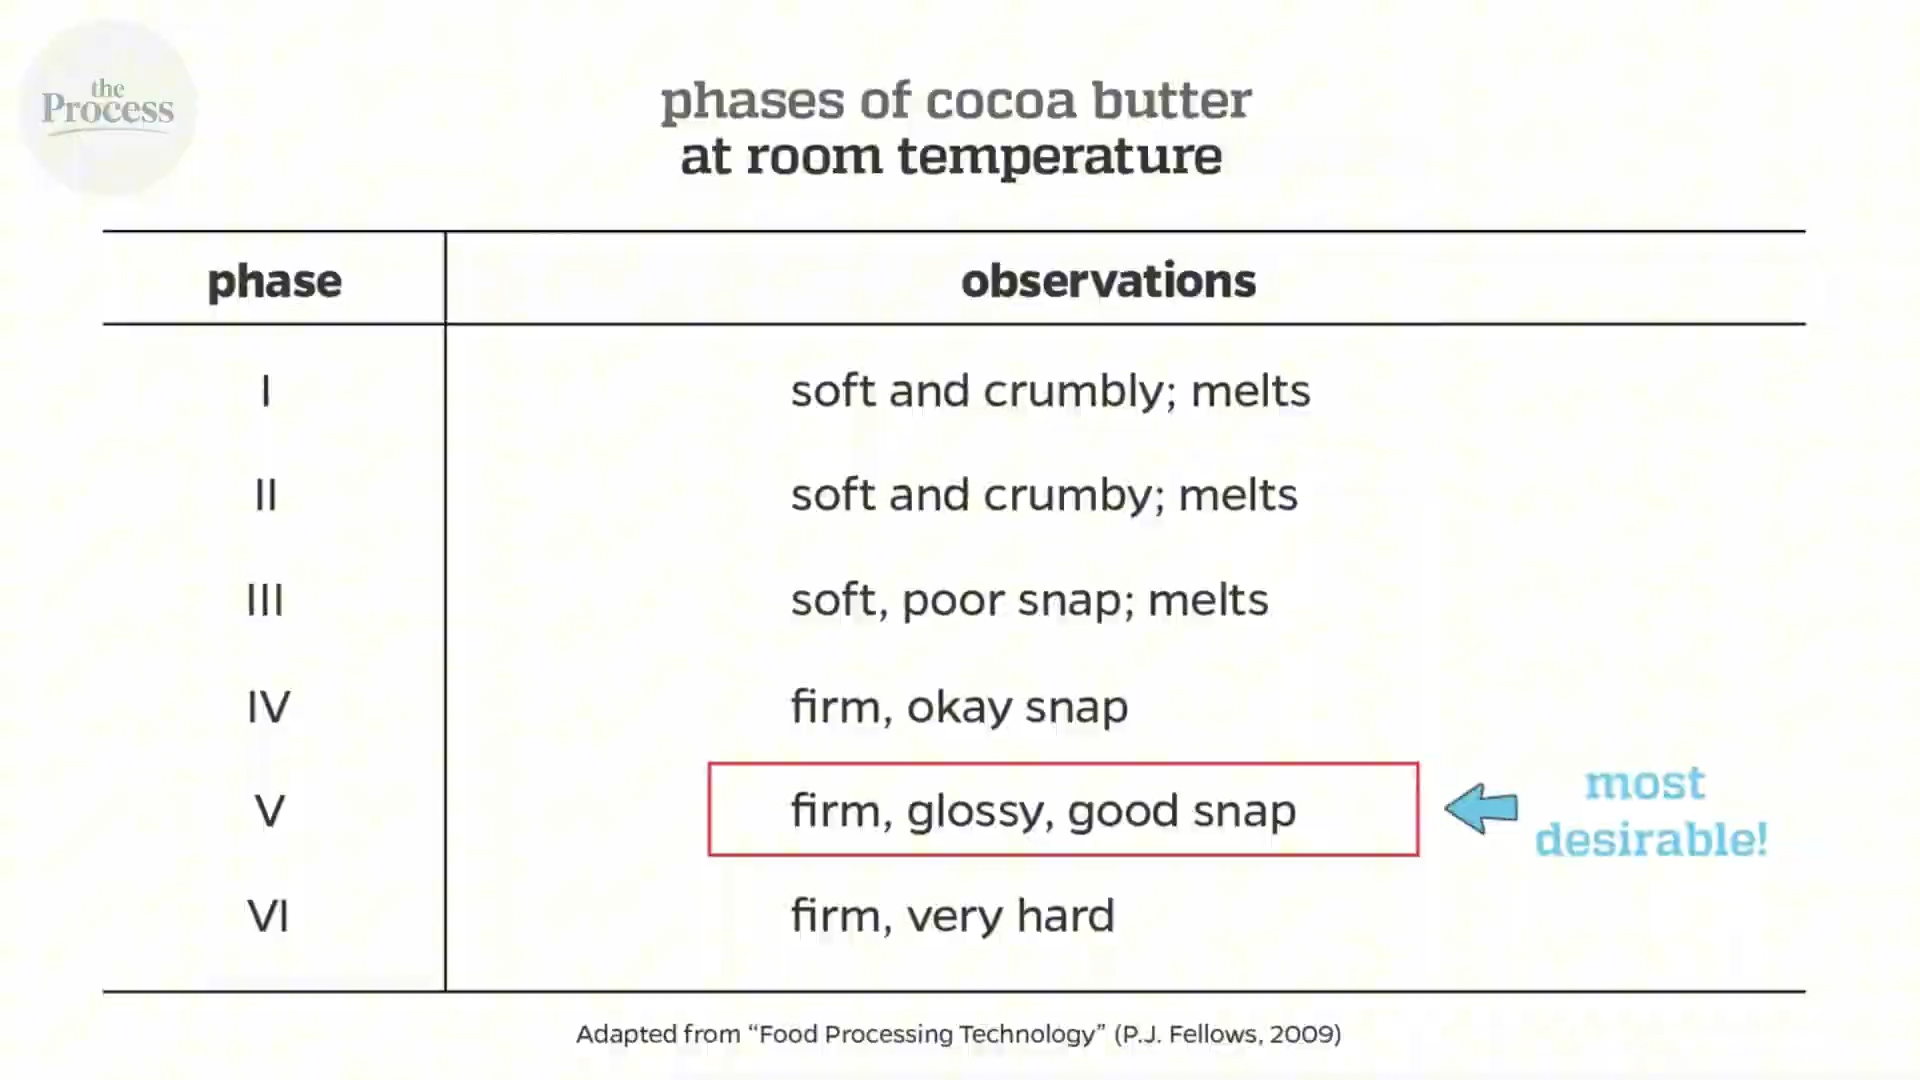 the
Process
phases of cocoa butter
at room temperature
phase observations
I soft and crumbly; melts
II soft and crumby; melts
III soft, poor snap; melts
IV firm, okay snap
V firm, glossy, good snap
most
desirable!
VI firm, very hard
Adapted from “Food Processing Technology” (P.J. Fellows, 2009)